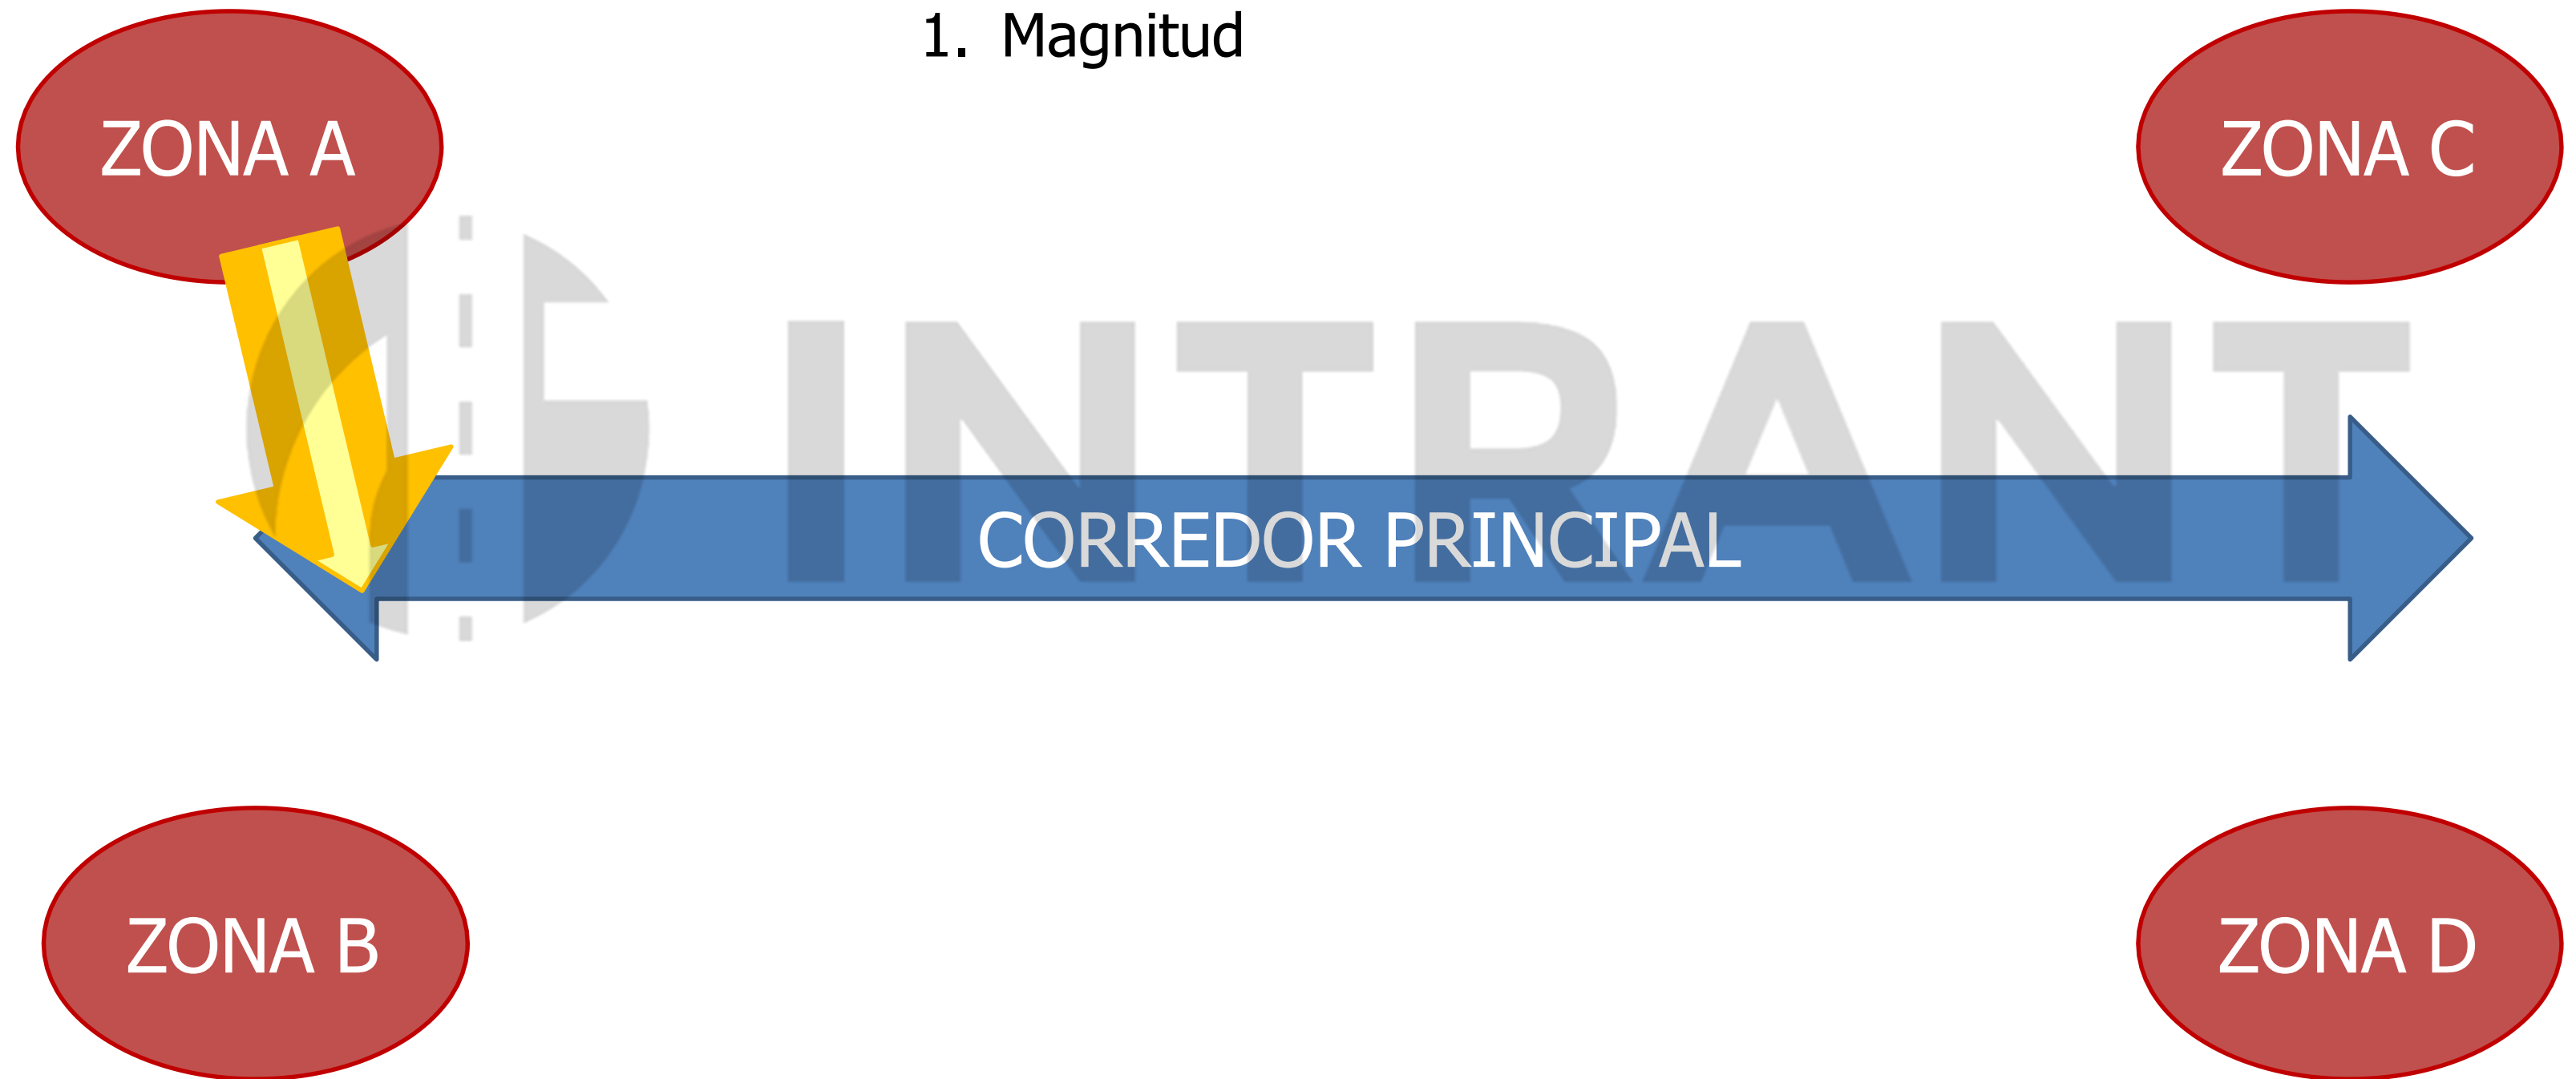 1. Magnitud
ZONA A
ZONA C
INTRANT
CORREDOR PRINCIPAL
ZONA B
ZONA D